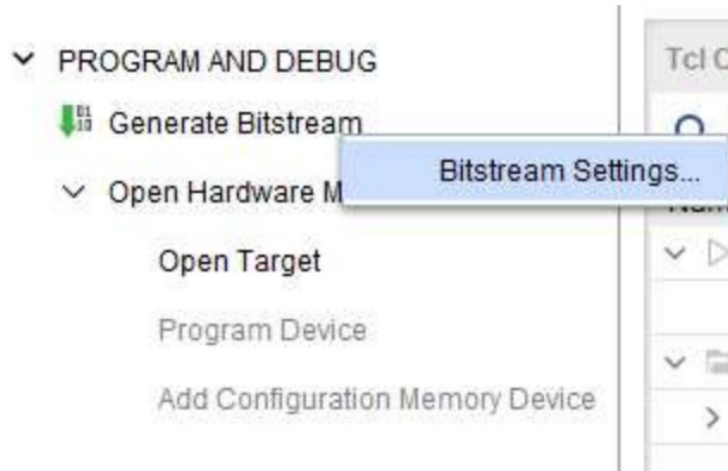 PROGRAM AND DEBUG
Tcl
Generate Bitstream
Bitstream Settings...
Open Hardware M
Open Target
Program Device
Add Configuration Memory Device